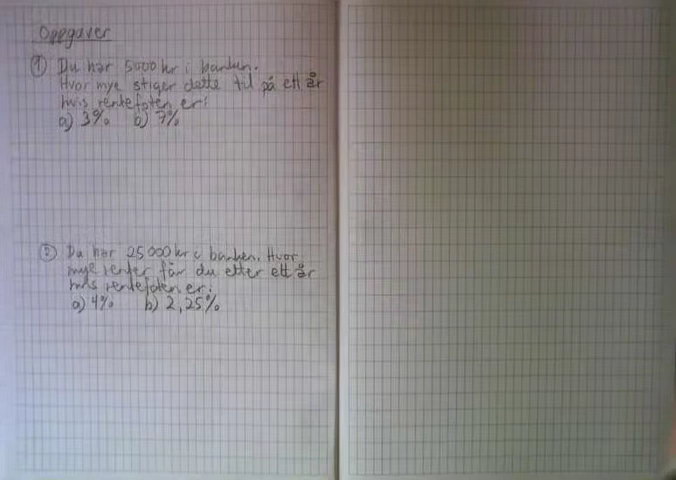 Oppgaver
① Du har 5000 kr i banken.
Hvor mye stiger dette til på ett år
hvis rentefoten er:
a) 3% b) 7%
② Du har 25 000 kr i banken. Hvor
mye renter får du etter ett år
hvis rentefoten er:
a) 4% b) 2,25%